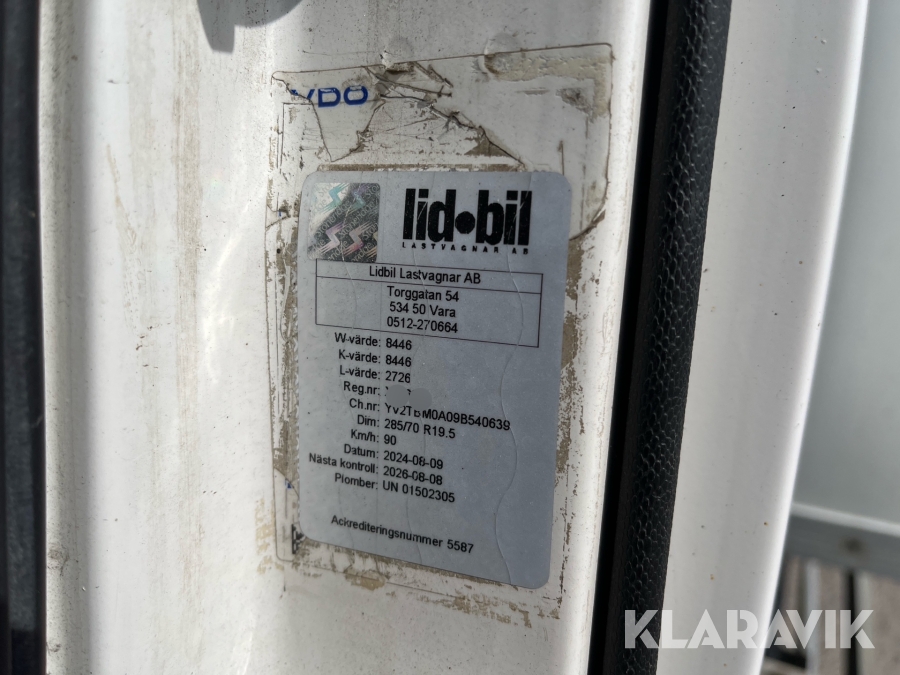 VDO
lid•bil
LASTVAGNAR AB
Lidbil Lastvagnar AB
Torggatan 54
534 50 Vara
0512-270664
W-värde: 8446
K-värde: 8446
L-värde: 2726
Reg.nr:
Ch.nr: YV2TBM0A09B540639
Dim: 285/70 R19.5
Km/h: 90
Datum: 2024-08-09
Nästa kontroll: 2026-08-08
Plomber: UN 01502305
Ackrediteringsnummer 5587
KLARAVIK